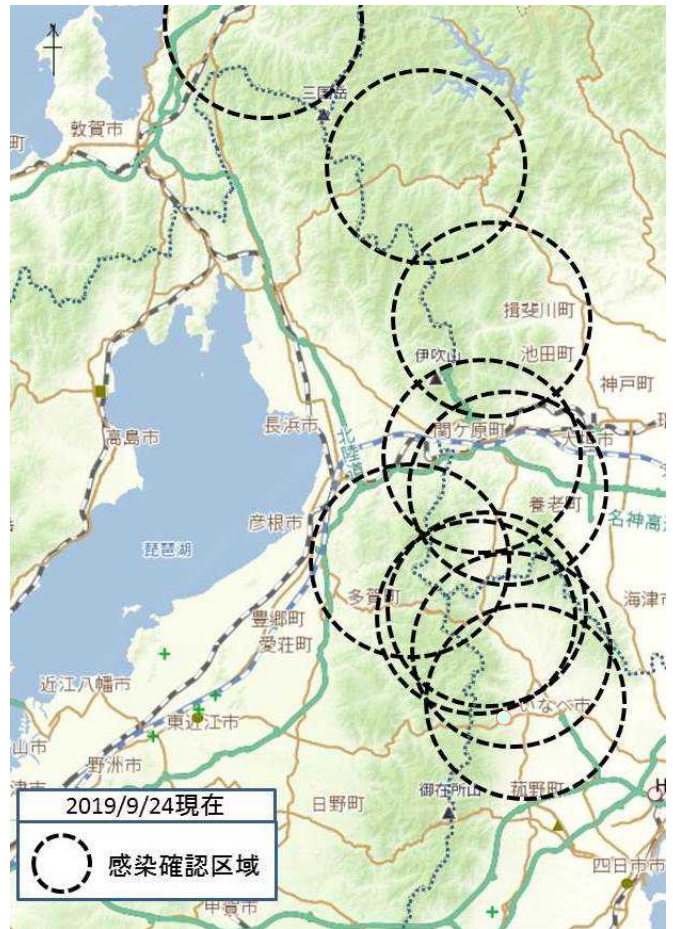 三国岳
敦賀市
町
揖斐川町
伊吹山
池田町
神戸町
高島市
長浜市
北陸道
関ケ原町
大垣市
養老町
名神高
彦根市
琵琶湖
多賀町
海津市
豊郷町
愛荘町
近江八幡市
東近江市
いなべ市
山市
野洲市
津市
日野町
御在所山
菰野町
H
2019/9/24現在
感染確認区域
四日市市
甲賀市